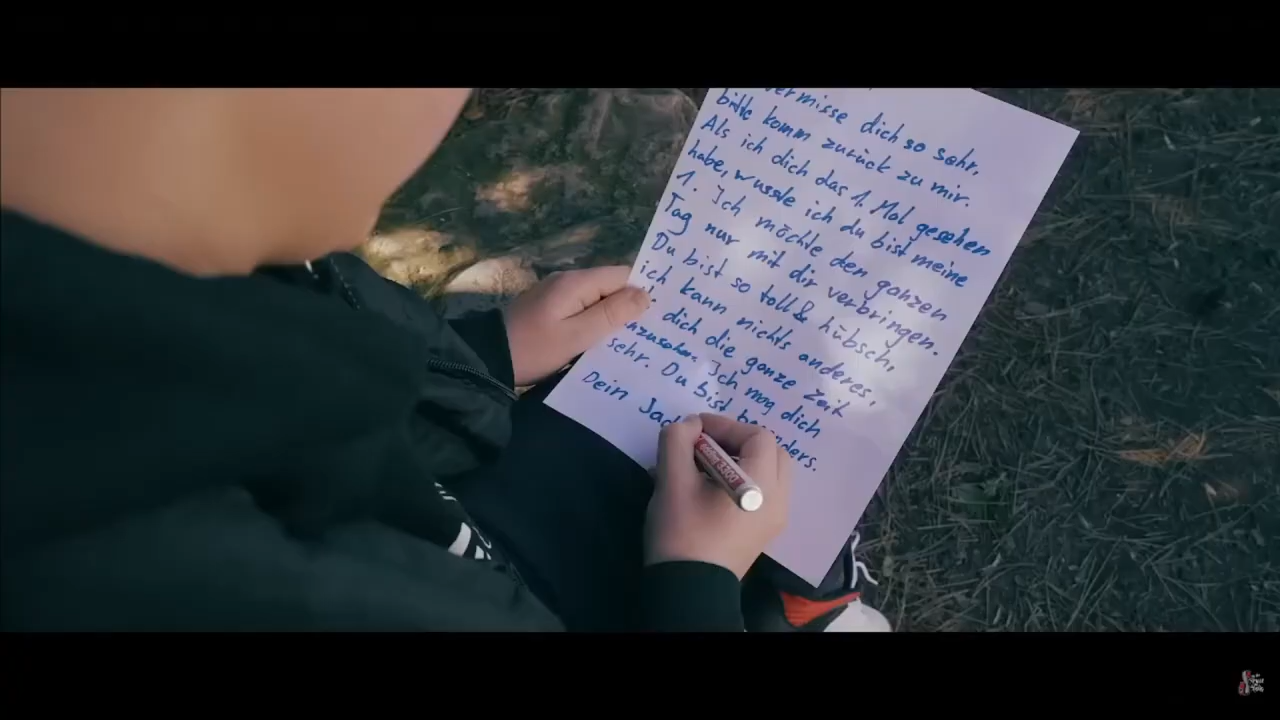 vermisse dich so sehr,
bitte komm zurück zu mir.
Als ich dich das 1. Mal gesehen
habe, wusste ich du bist meine
1. Ich möchte den ganzen
Tag nur mit dir verbringen.
Du bist so toll & hübsch,
ich kann nichts anderes,
dich die ganze Zeit
anzusehen. Ich mag dich
sehr. Du bist besonders.
Dein